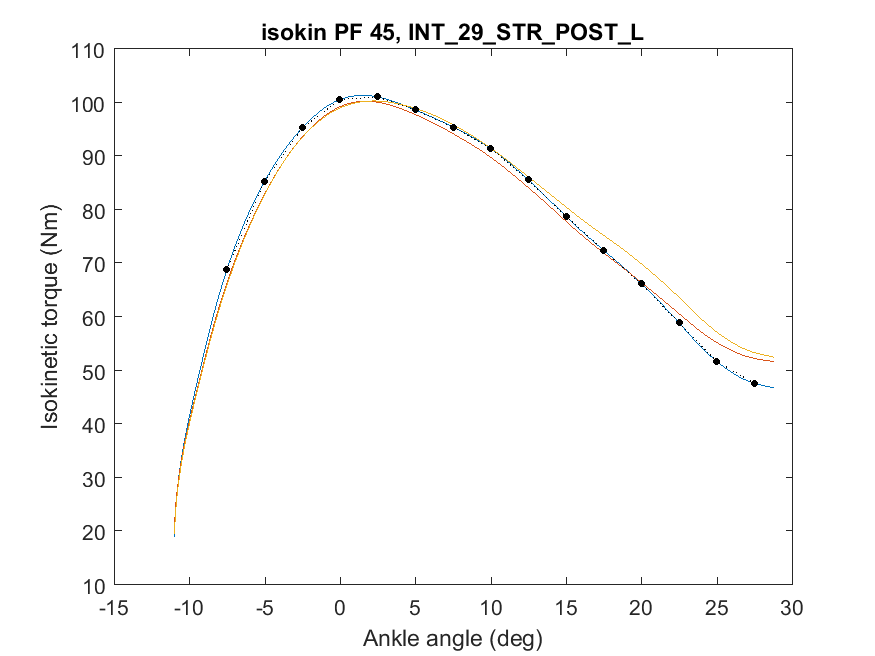 isokin PF 45, INT_29_STR_POST_L
110
100
90
80
70
60
50
40
30
20
10
Isokinetic torque (Nm)
-15 -10 -5 0 5 10 15 20 25 30
Ankle angle (deg)